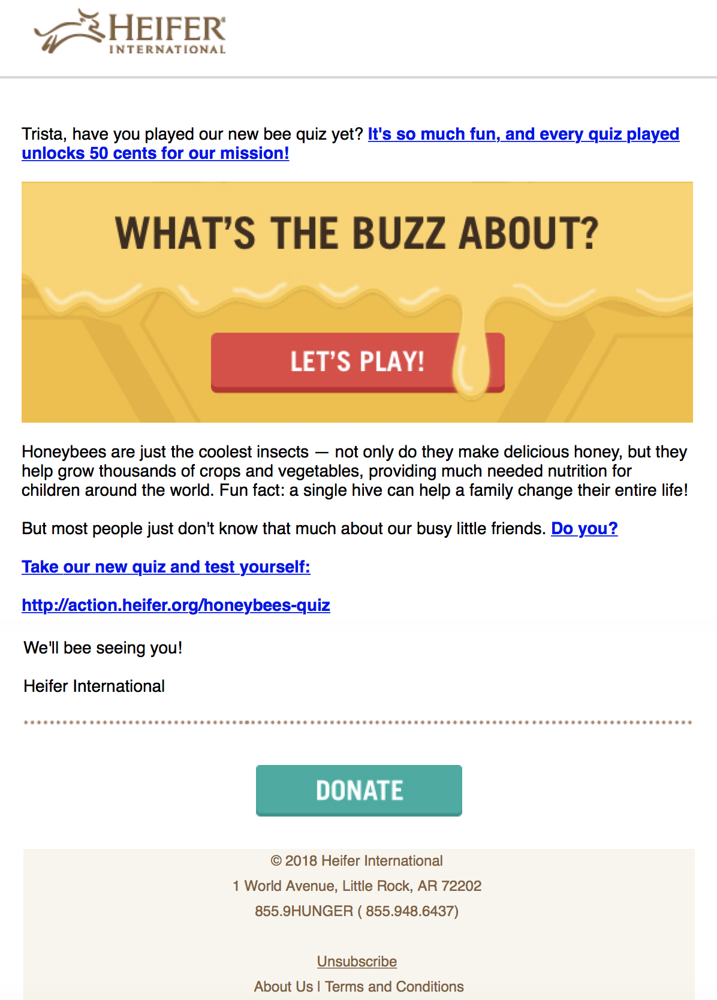 HEIFER®
INTERNATIONAL
Trista, have you played our new bee quiz yet? It's so much fun, and every quiz played
unlocks 50 cents for our mission!
WHAT'S THE BUZZ ABOUT?
LET'S PLAY!
Honeybees are just the coolest insects — not only do they make delicious honey, but they
help grow thousands of crops and vegetables, providing much needed nutrition for
children around the world. Fun fact: a single hive can help a family change their entire life!
But most people just don't know that much about our busy little friends. Do you?
Take our new quiz and test yourself:
http://action.heifer.org/honeybees-quiz
We'll bee seeing you!
Heifer International
DONATE
© 2018 Heifer International
1 World Avenue, Little Rock, AR 72202
855.9HUNGER ( 855.948.6437)
Unsubscribe
About Us | Terms and Conditions